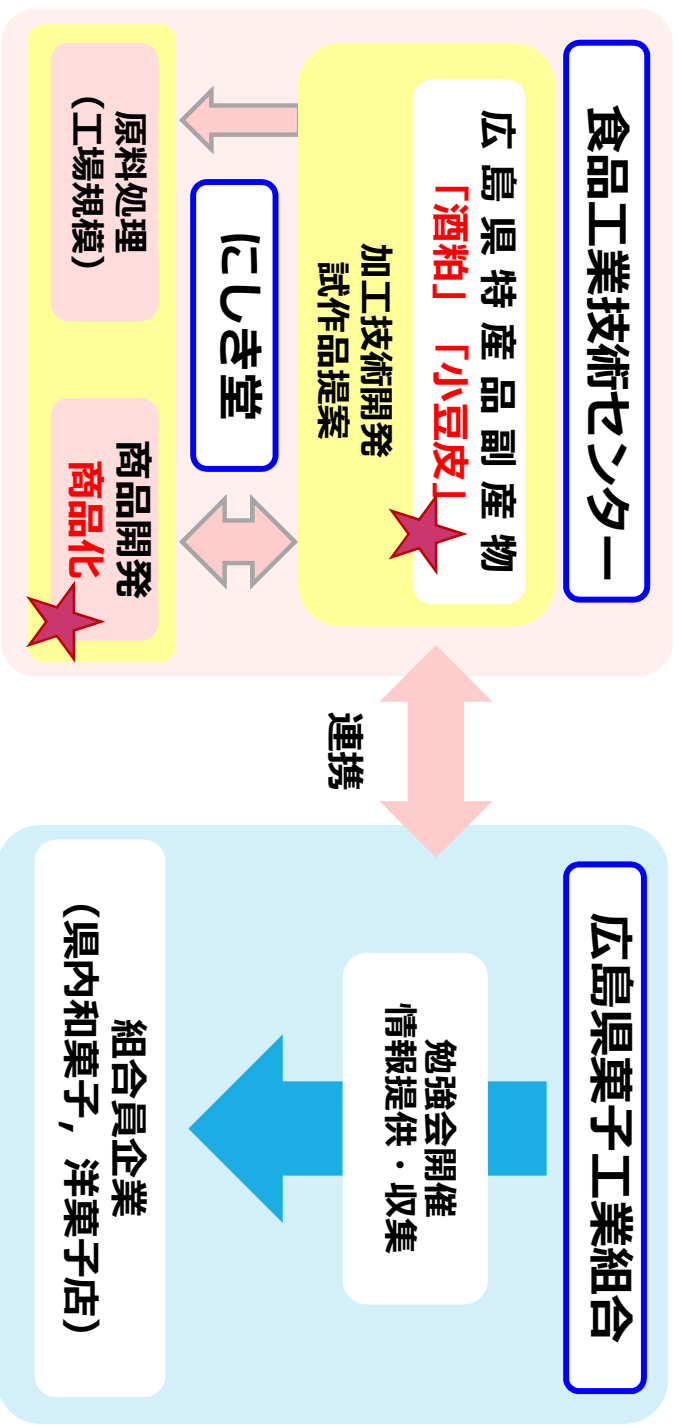 食品工業技術センター
広島県特産品副産物
「酒粕」「小豆皮」
加工技術開発
試作品提案
にしき堂
原料処理
（工場規模）
商品開発
商品化
連携
広島県菓子工業組合
勉強会開催
情報提供・収集
組合員企業
（県内和菓子，洋菓子店）